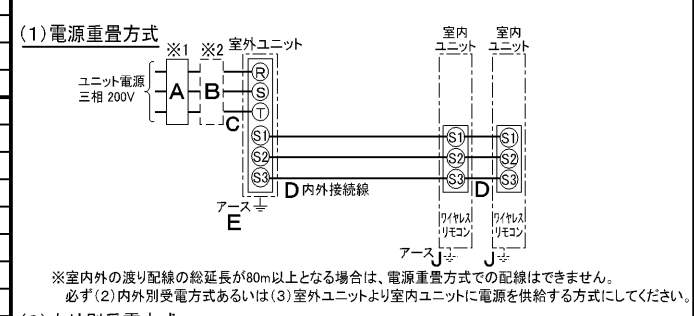 (1)電源重畳方式
※1 ※2 室外ユニット
室内
ユニット
室内
ユニット
ユニット電源
三相 200V
A B
C
R
S
T
S1
S2
S3
S1
S2
S3
S1
S2
S3
D 内外接続線
D
アース
E
ワイヤレス
リモコン
ワイヤレス
リモコン
アース J
J
※室内外の渡り配線の総延長が80m以上となる場合は、電源重畳方式での配線はできません。
必ず(2)内外別受電方式あるいは(3)室外ユニットより室内ユニットに電源を供給する方式にしてください。